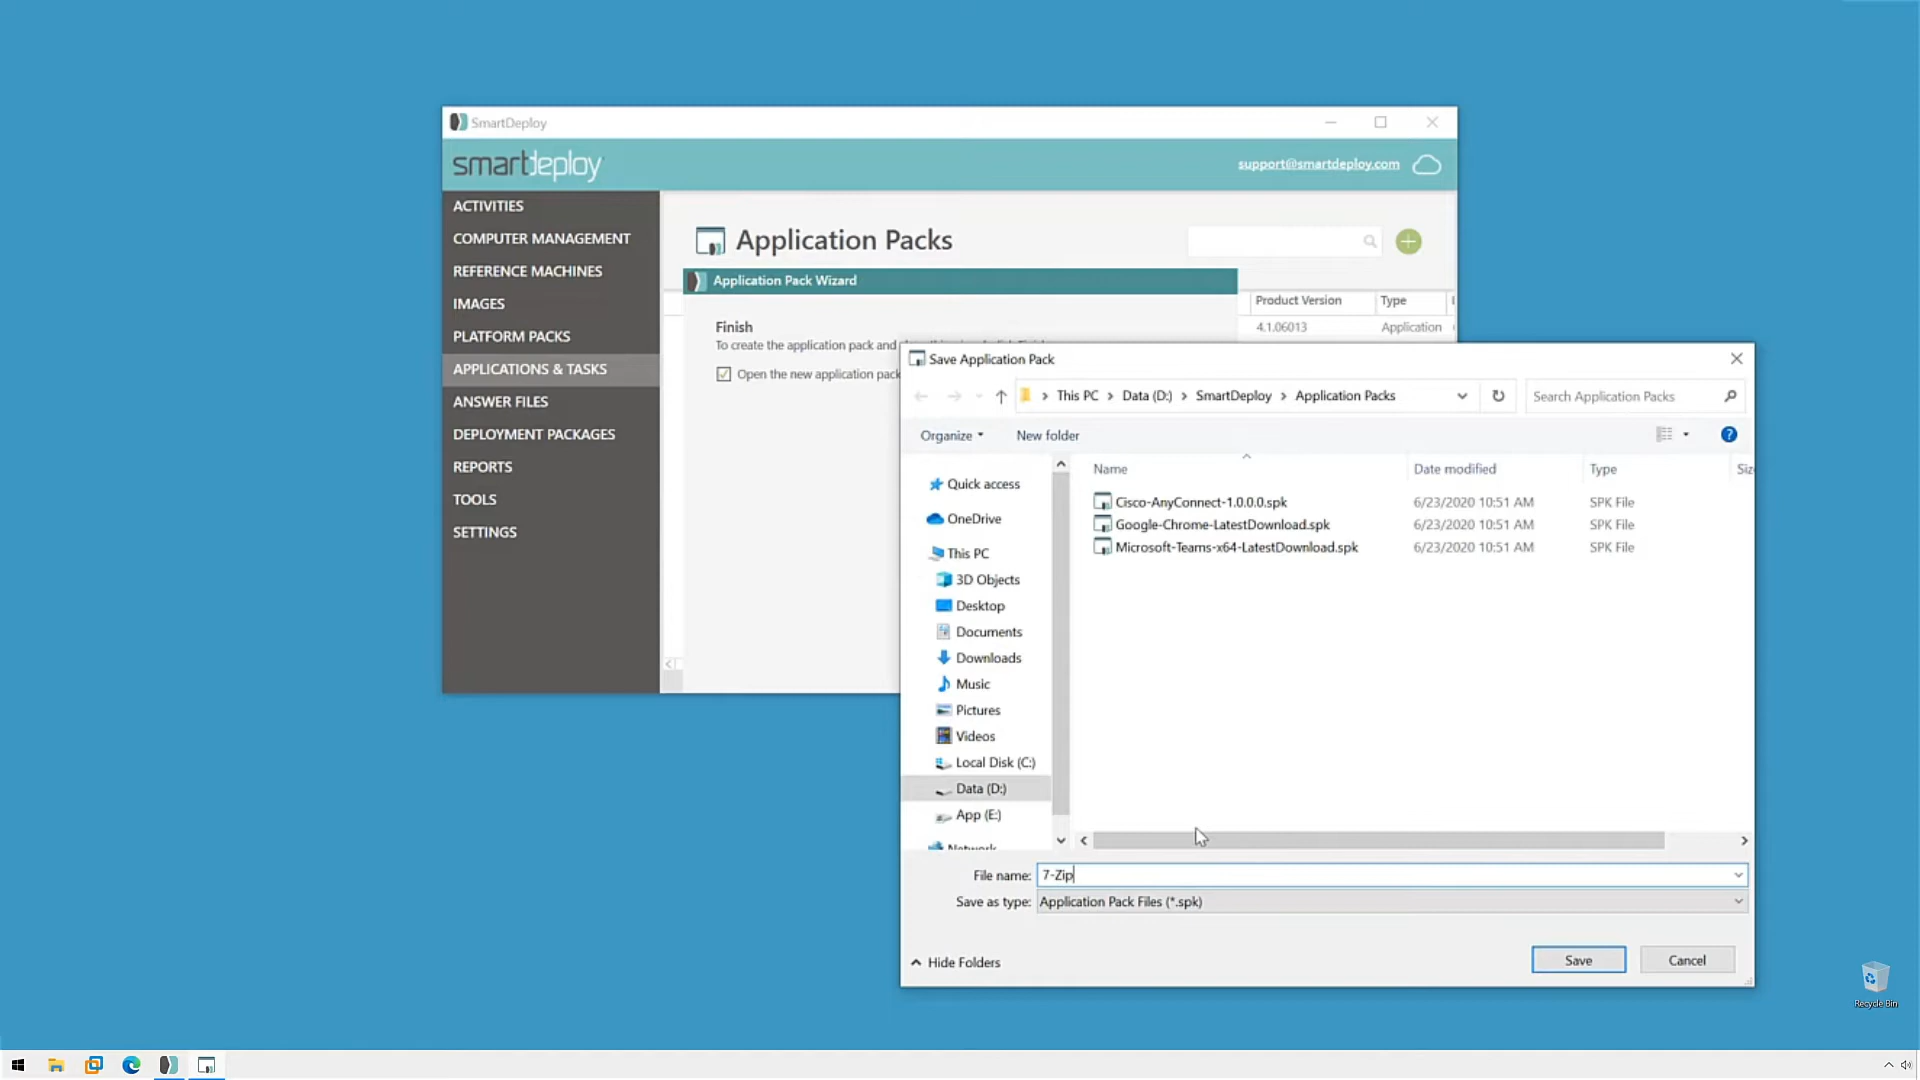 SmartDeploy
smartdeploy
support@smartdeploy.com
ACTIVITIES
COMPUTER MANAGEMENT
REFERENCE MACHINES
IMAGES
PLATFORM PACKS
APPLICATIONS & TASKS
ANSWER FILES
DEPLOYMENT PACKAGES
REPORTS
TOOLS
SETTINGS
Application Packs
Application Pack Wizard
Finish
To create the application pack and
Open the new application pack
Product Version
Type
4.1.06013
Application
Save Application Pack
This PC
Data (D:)
SmartDeploy
Application Packs
Search Application Packs
Organize
New folder
Name
Date modified
Type
Siz
Quick access
OneDrive
This PC
3D Objects
Desktop
Documents
Downloads
Music
Pictures
Videos
Local Disk (C:)
Data (D:)
App (E:)
Network
Cisco-AnyConnect-1.0.0.0.spk 6/23/2020 10:51 AM SPK File
Google-Chrome-LatestDownload.spk 6/23/2020 10:51 AM SPK File
Microsoft-Teams-x64-LatestDownload.spk 6/23/2020 10:51 AM SPK File
File name: 7-Zip
Save as type: Application Pack Files (*.spk)
Hide Folders
Save
Cancel
Recycle Bin